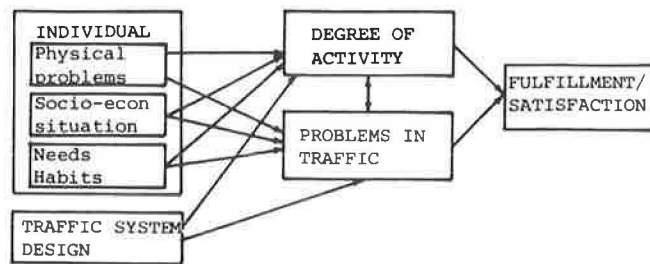 INDIVIDUAL
Physical
problems
Socio-econ
situation
Needs
Habits
TRAFFIC SYSTEM
DESIGN
DEGREE OF
ACTIVITY
PROBLEMS IN
TRAFFIC
FULFILLMENT/
SATISFACTION